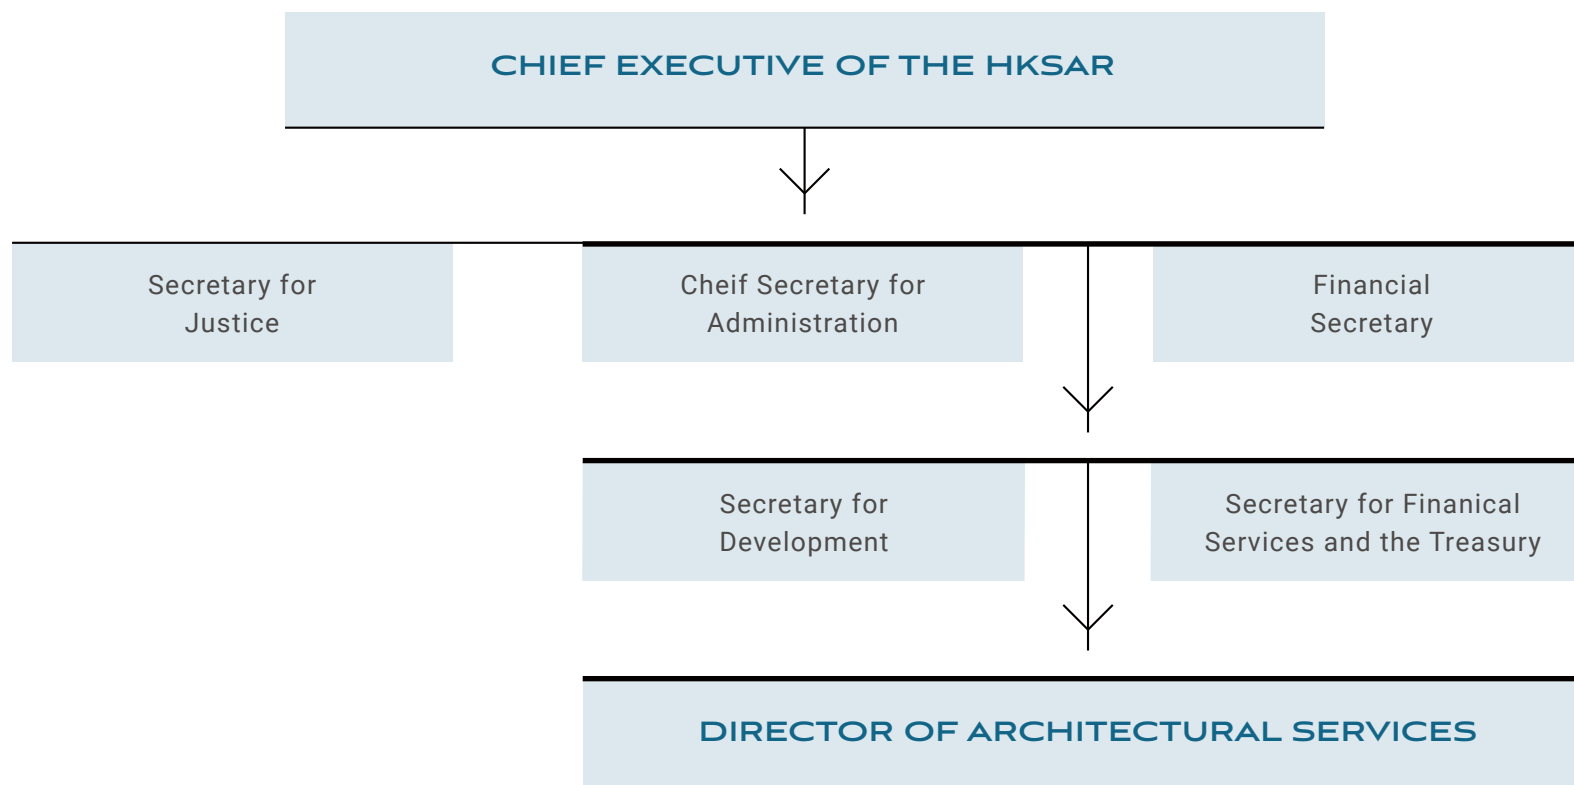 CHIEF EXECUTIVE OF THE HKSAR
Secretary for
Justice
Cheif Secretary for
Administration
Financial
Secretary
Secretary for
Development
Secretary for Finanical
Services and the Treasury
DIRECTOR OF ARCHITECTURAL SERVICES